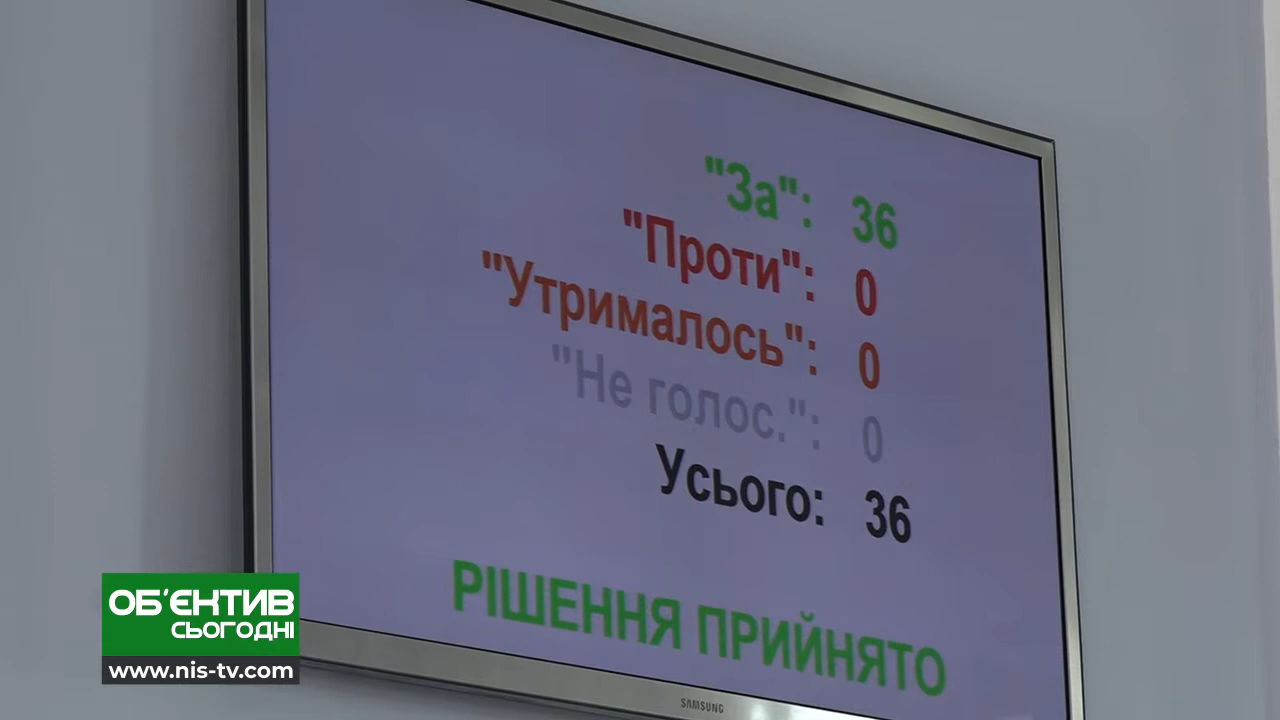 "За": 36
"Проти": 0
"Утрималось": 0
"Не голос.": 0
Усього: 36
РІШЕННЯ ПРИЙНЯТО
SAMSUNG
ОБ'ЄКТИВ
СЬОГОДНІ
www.nis-tv.com